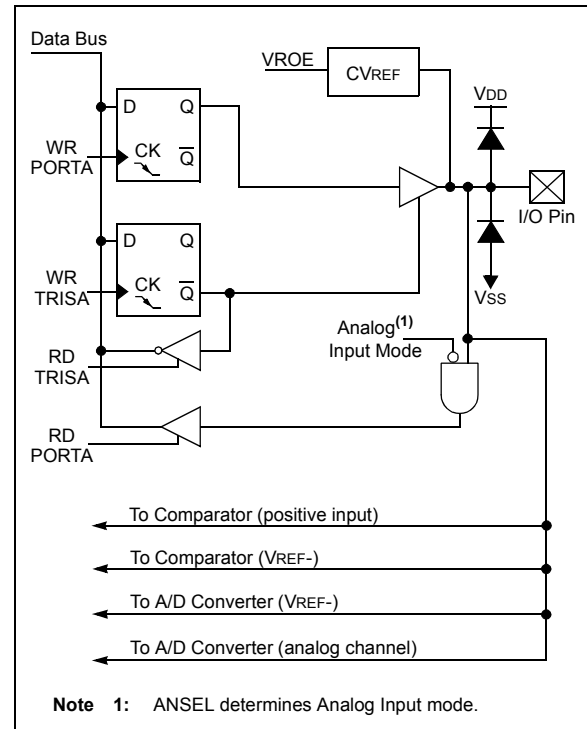 Data Bus
VROE
CVREF
VDD
D Q
WR
PORTA
CK
Q
I/O Pin
D Q
WR
TRISA
CK
Q
VSS
Analog(1)
Input Mode
RD
TRISA
RD
PORTA
To Comparator (positive input)
To Comparator (VREF-)
To A/D Converter (VREF-)
To A/D Converter (analog channel)
Note 1: ANSEL determines Analog Input mode.